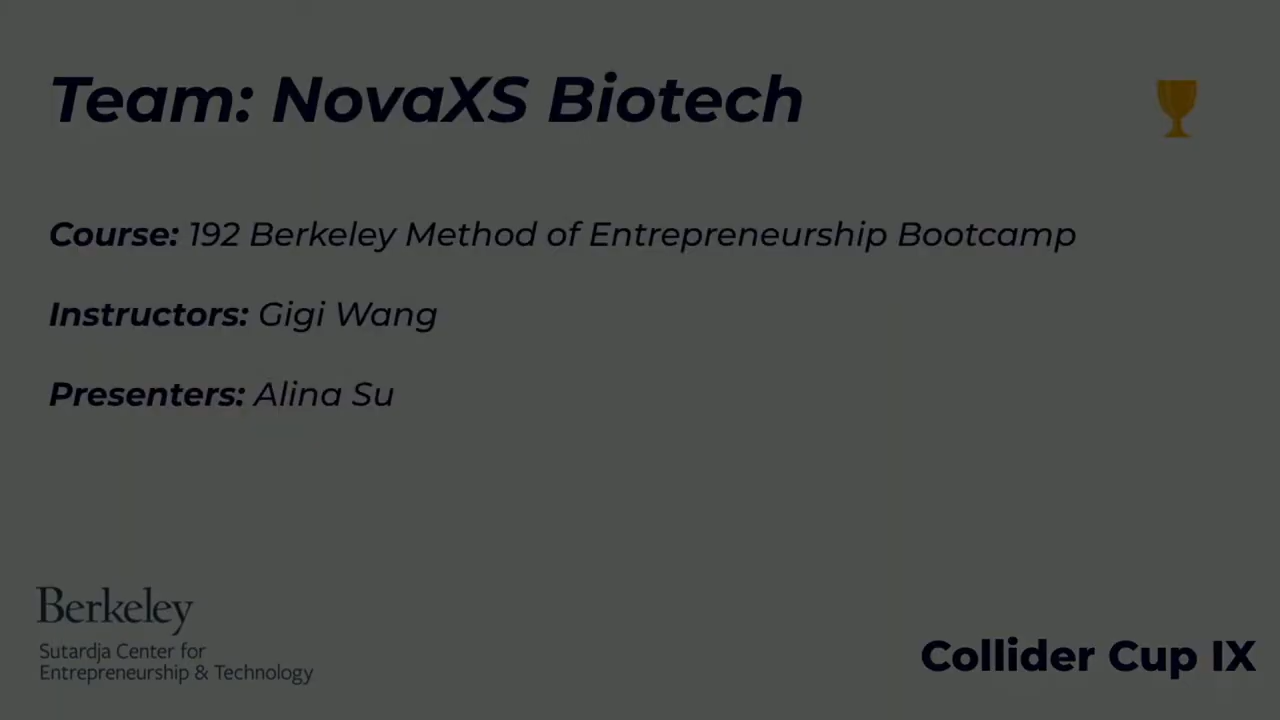 Team: NovaXS Biotech
Course: 192 Berkeley Method of Entrepreneurship Bootcamp
Instructors: Gigi Wang
Presenters: Alina Su
Berkeley
Sutardja Center for
Entrepreneurship & Technology
Collider Cup IX